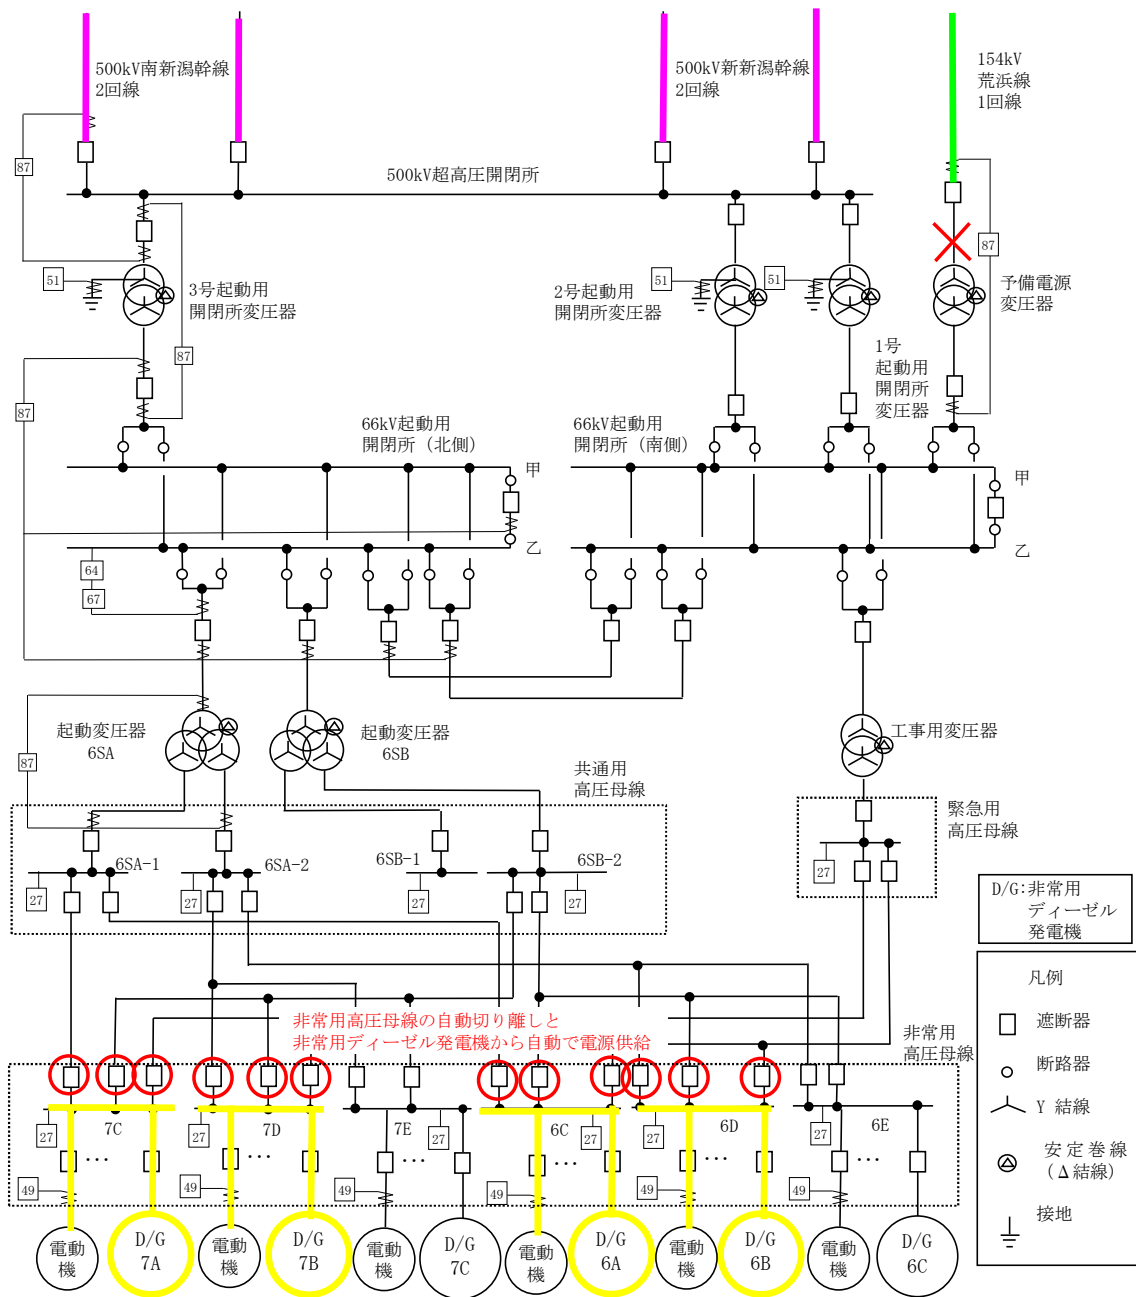 500kV南新潟幹線
2回線
500kV新新潟幹線
2回線
154kV
荒浜線
1回線
87
500kV超高圧開閉所
87
51
3号起動用
開閉所変圧器
51
2号起動用
開閉所変圧器
51
予備電源
変圧器
87
87
1号
起動用
開閉所
変圧器
66kV起動用
開閉所（北側）
66kV起動用
開閉所（南側）
甲
甲
乙
乙
64
67
起動変圧器
6SA
起動変圧器
6SB
工事用変圧器
87
共通用
高圧母線
緊急用
高圧母線
6SA-1
6SA-2
6SB-1
6SB-2
27
27
27
27
27
D/G:非常用
ディーゼル
発電機
凡例
遮断器
断路器
Y 結線
安定巻線
(Δ結線)
接地
非常用高圧母線の自動切り離しと
非常用ディーゼル発電機から自動で電源供給
非常用
高圧母線
27
7C
27
7D
7E
27
6C
27
27
6D
27
6E
･･･
･･･
･･･
･･･
･･･
･･･
49
49
49
49
49
49
電動
機
D/G
7A
電動
機
D/G
7B
電動
機
D/G
7C
電動
機
D/G
6A
電動
機
D/G
6B
電動
機
D/G
6C